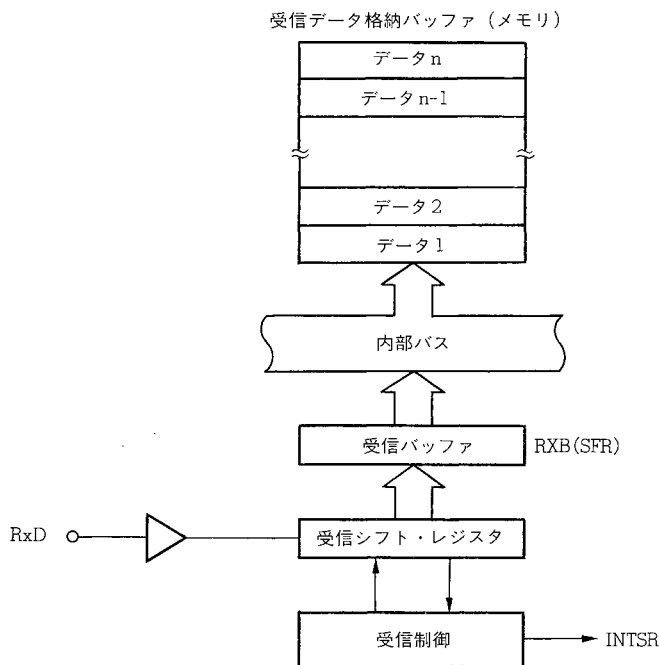 受信データ格納バッファ（メモリ）
データn
データn-1
データ2
データ1
内部バス
受信バッファ
RXB(SFR)
RxD
受信シフト・レジスタ
受信制御
INTSR